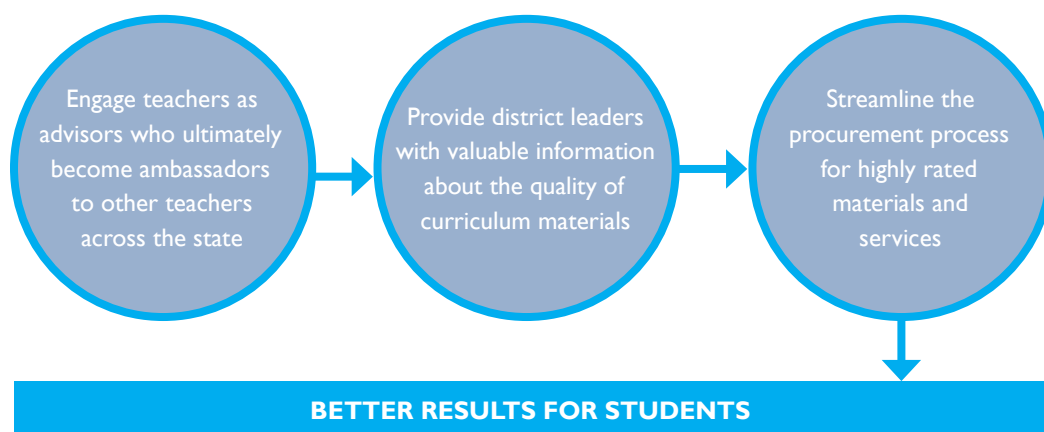 Engage teachers as
advisors who ultimately
become ambassadors
to other teachers
across the state
Provide district leaders
with valuable information
about the quality of
curriculum materials
Streamline the
procurement process
for highly rated
materials and
services
BETTER RESULTS FOR STUDENTS